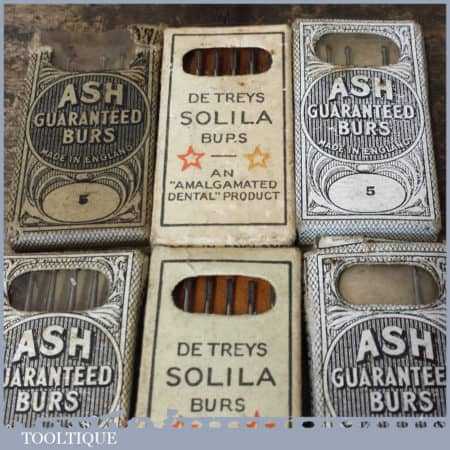 ASH
GUARANTEED
BURS
MADE IN ENGLAND
5
DE TREYS
SOLILA
BURS
AN
"AMALGAMATED
DENTAL" PRODUCT
ASH
GUARANTEED
BURS
MADE IN ENGLAND
5
ASH
UARANTEED
BURS
DE TREYS
SOLILA
BURS
ASH
GUARANTEED
BURS
TOOLTIQUE